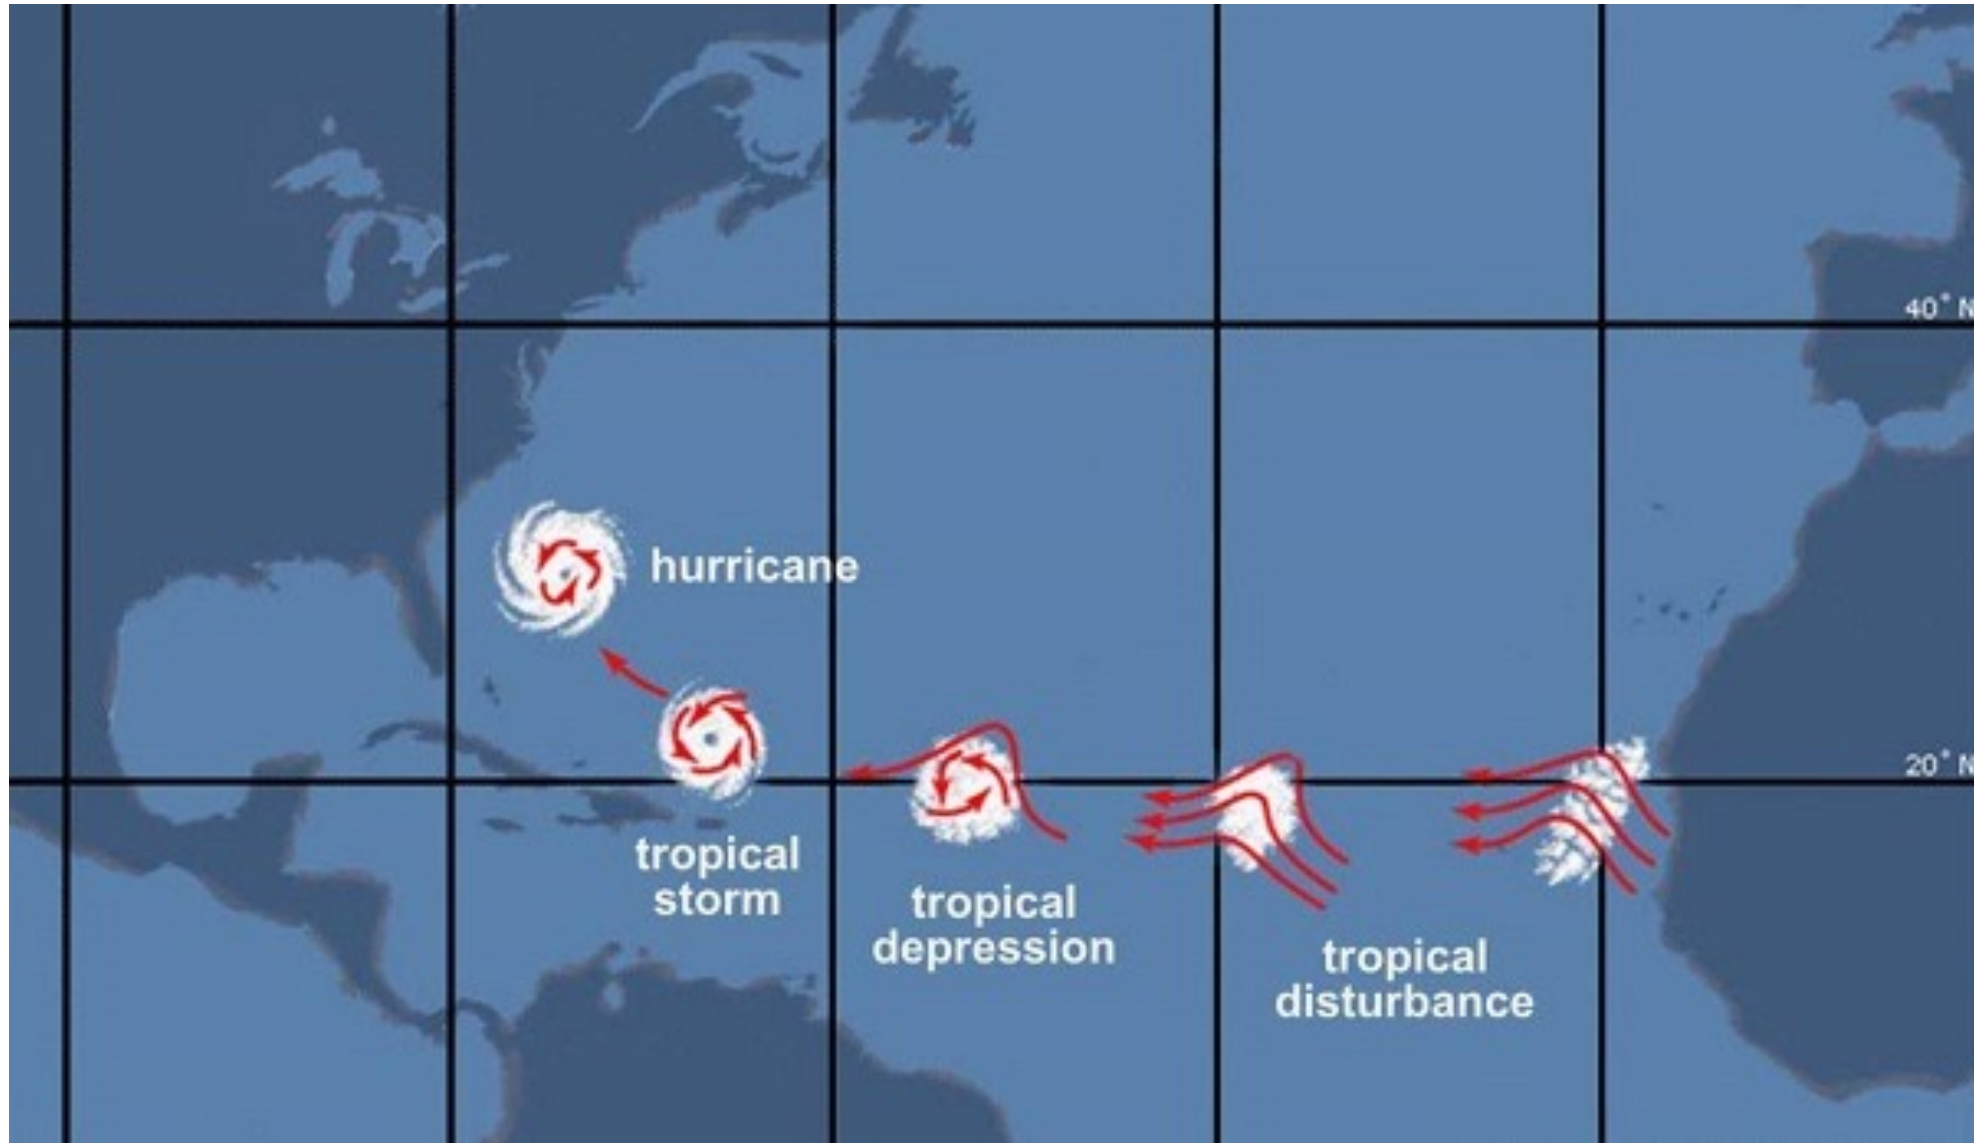 40° N
hurricane
20° N
tropical
storm
tropical
depression
tropical
disturbance